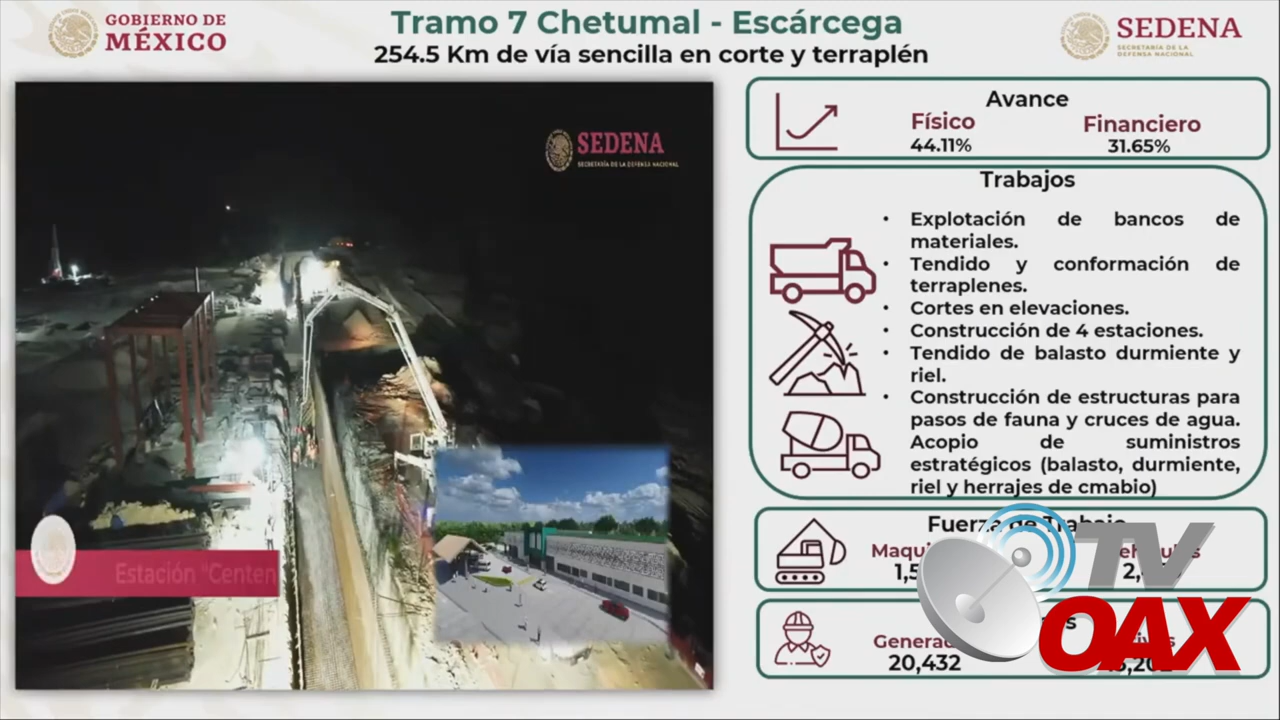 GOBIERNO DE
MÉXICO
Tramo 7 Chetumal - Escárcega
254.5 Km de vía sencilla en corte y terraplén
SEDENA
SECRETARÍA DE LA
DEFENSA NACIONAL
SEDENA
SECRETARÍA DE LA DEFENSA NACIONAL
Estación "Centen
Avance
Físico
Financiero
44.11%
31.65%
Trabajos
• Explotación de bancos de
materiales.
• Tendido y conformación de
terraplenes.
• Cortes en elevaciones.
• Construcción de 4 estaciones.
• Tendido de balasto durmiente y
riel.
• Construcción de estructuras para
pasos de fauna y cruces de agua.
Acopio de suministros
estratégicos (balasto, durmiente,
riel y herrajes de cmabio)
Fuerza de Trabajo
20,432
TV
OAX